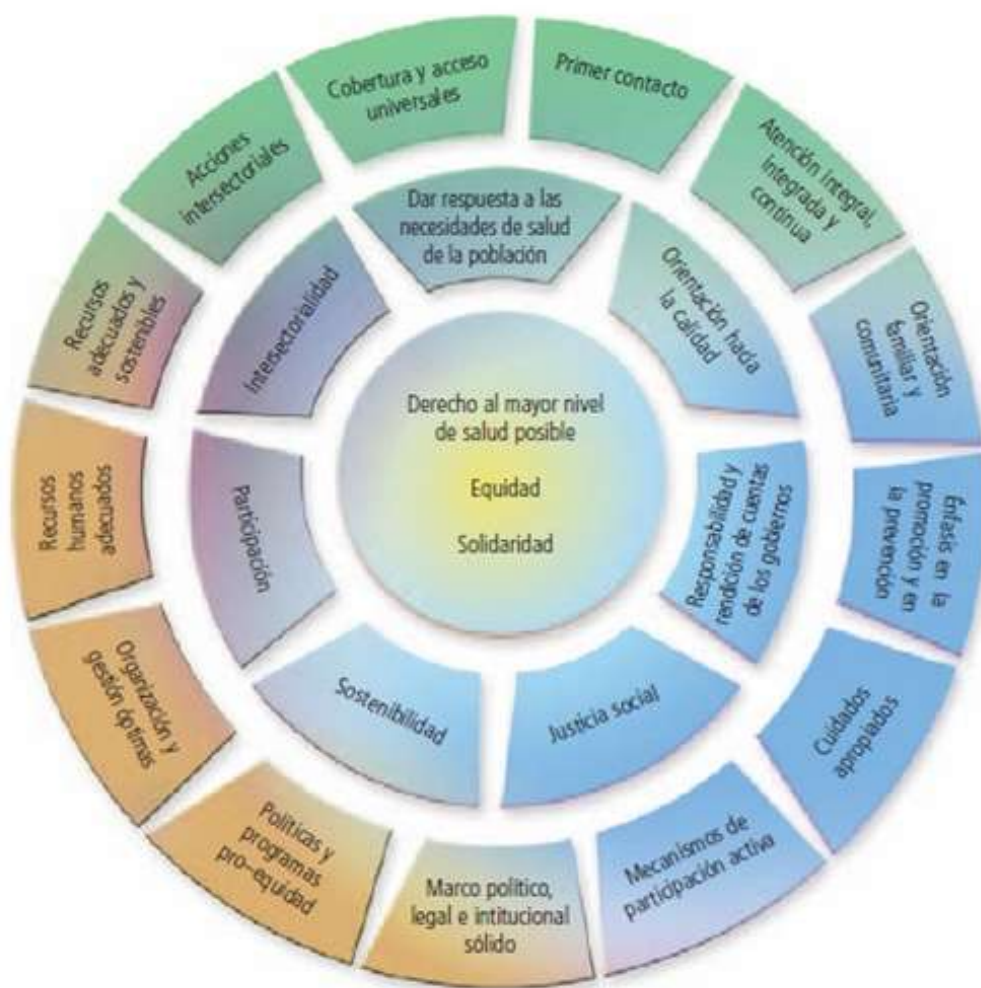 Cobertura y acceso
universales
Primer contacto
Atención integral,
integrada y
continua
Orientación
familiar y
comunitaria
Énfasis en la
promoción y en
la prevención
Cuidados
apropiados
Mecanismos de
participación activa
Marco político,
legal e intitucional
sólido
Políticas y
programas
pro-equidad
Organización y
gestión óptimas
Recursos
humanos
adecuados
Recursos
adecuados y
sostenibles
Acciones
intersectoriales
Dar respuesta a las
necesidades de salud
de la población
Orientación hacia
la calidad
Responsabilidad y
rendición de cuentas
de los gobiernos
Justicia social
Sostenibilidad
Participación
Intersectorialidad
Derecho al mayor nivel
de salud posible
Equidad
Solidaridad